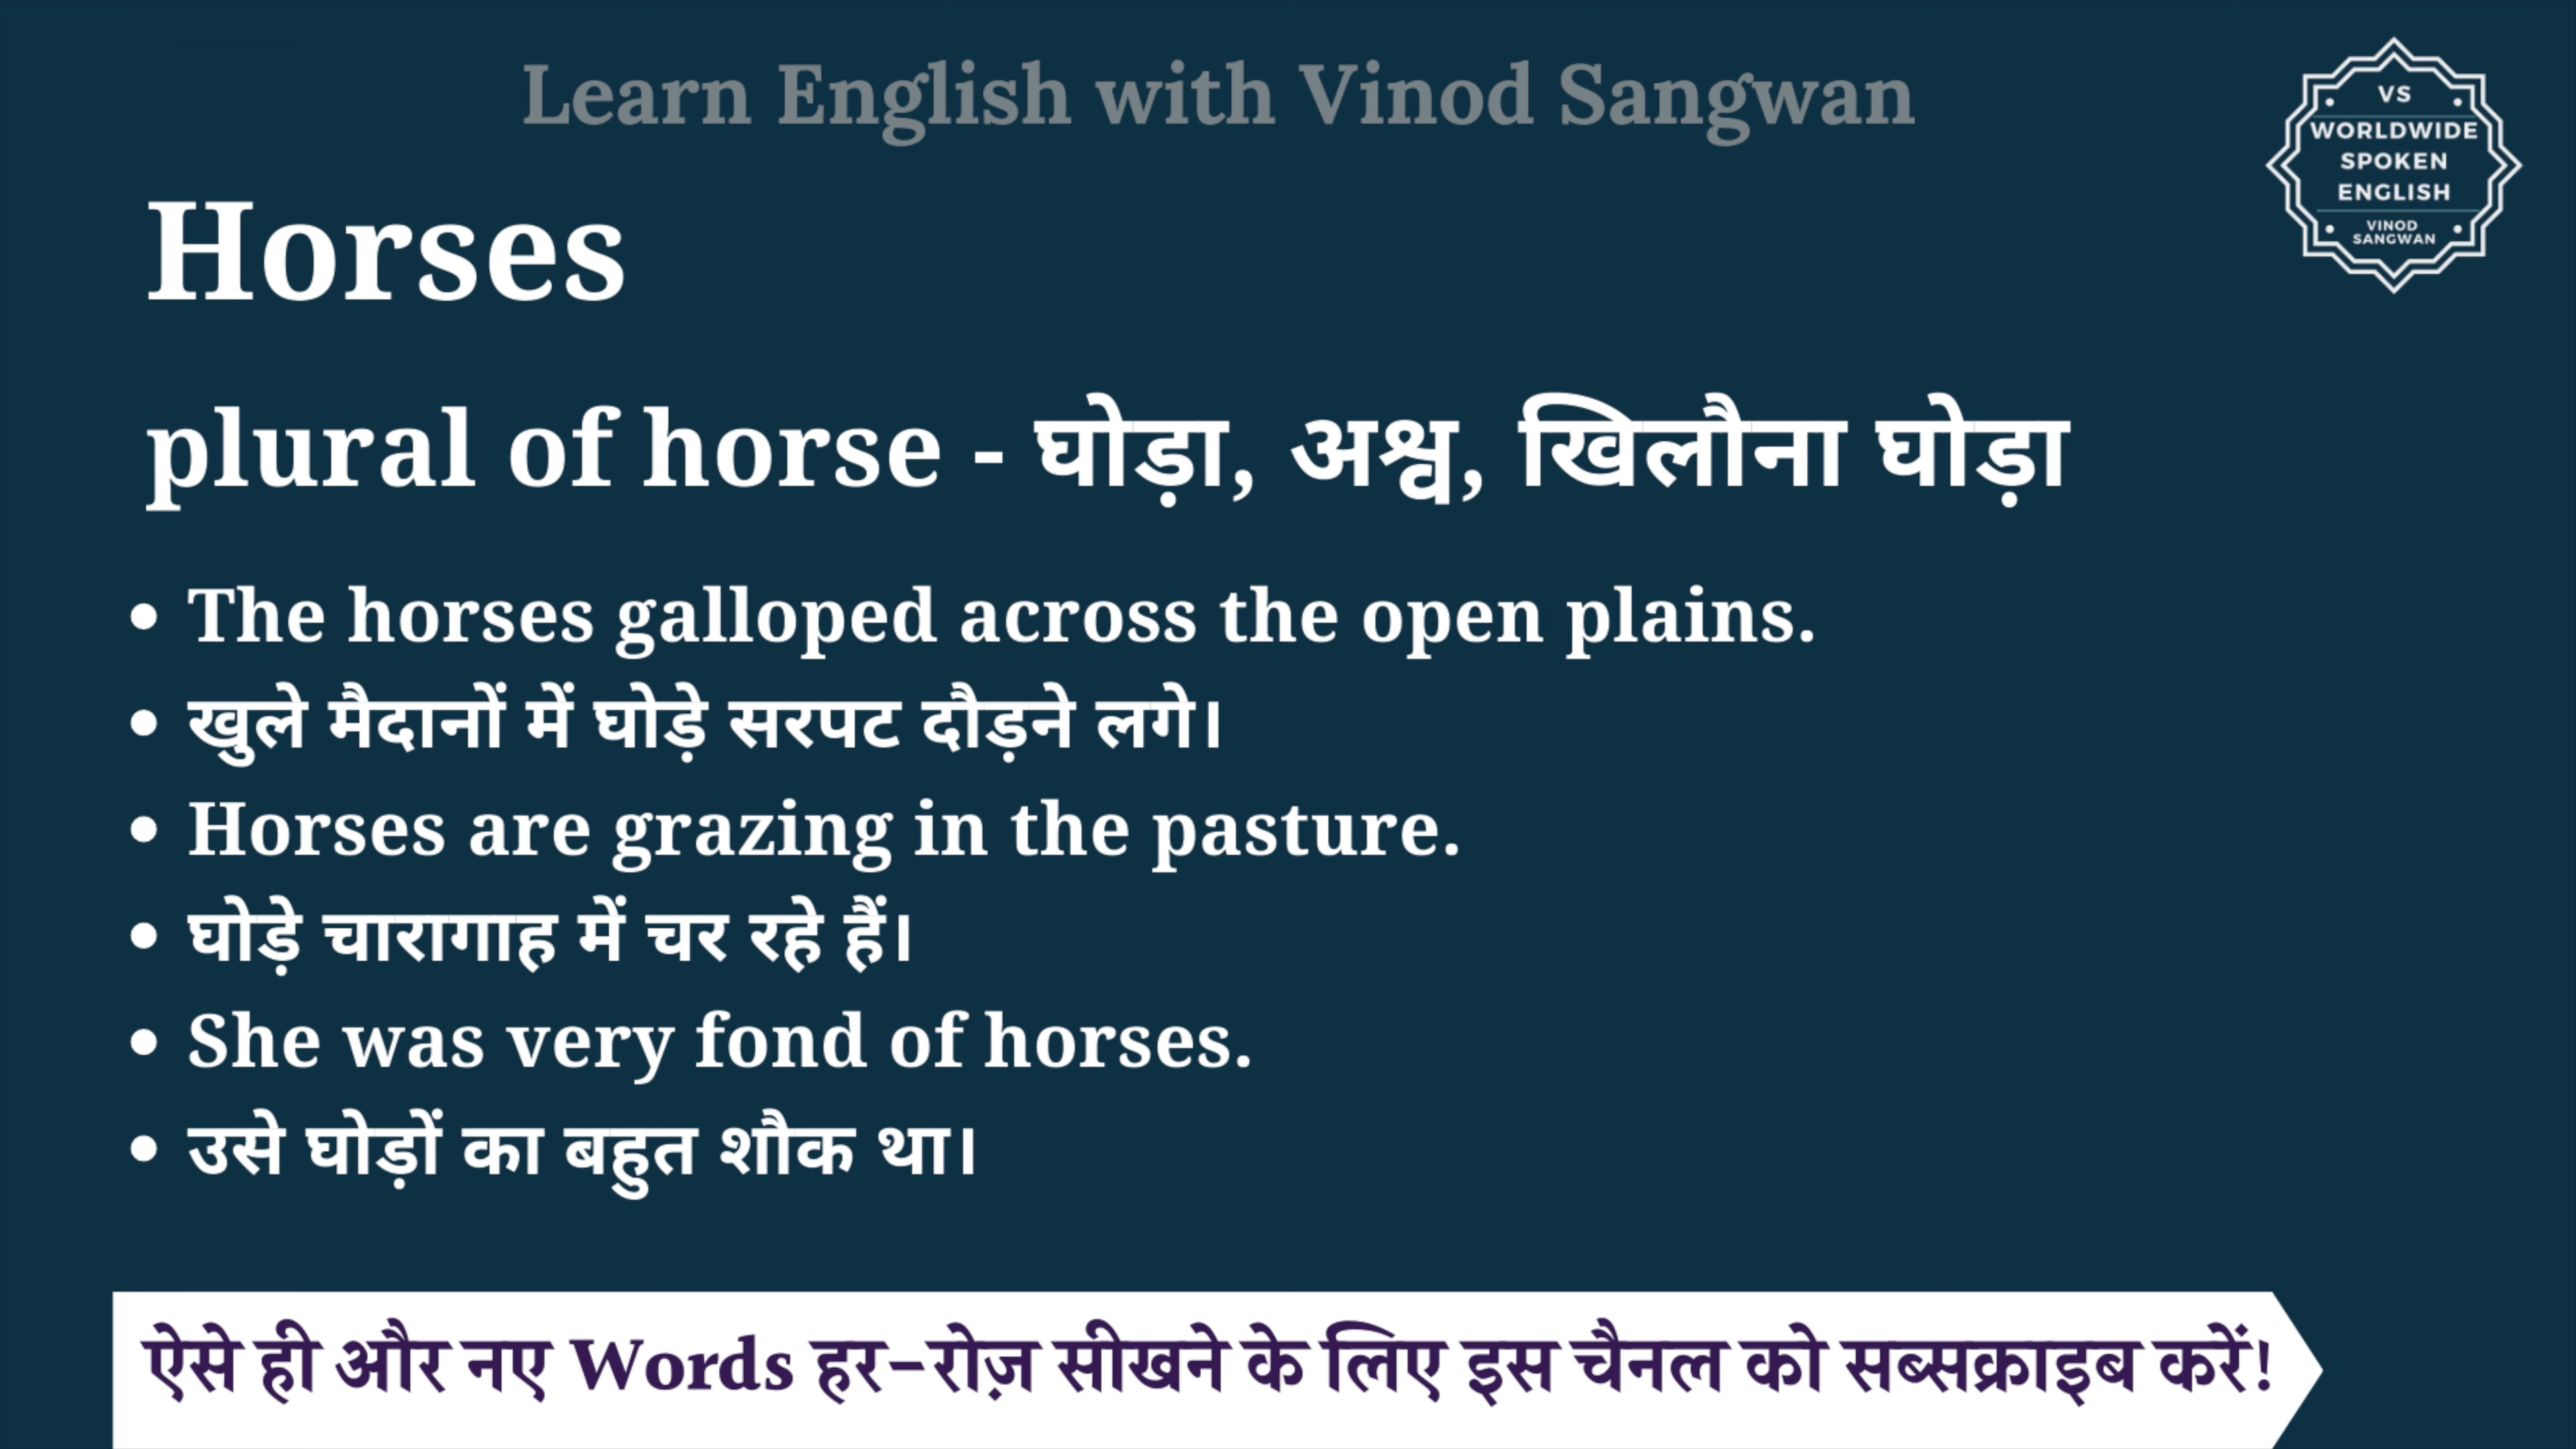 Learn English with Vinod Sangwan
VS
WORLDWIDE
SPOKEN
ENGLISH
VINOD
SANGWAN
Horses
plural of horse - घोड़ा, अश्व, खिलौना घोड़ा
• The horses galloped across the open plains.
• खुले मैदानों में घोड़े सरपट दौड़ने लगे।
• Horses are grazing in the pasture.
• घोड़े चारागाह में चर रहे हैं।
• She was very fond of horses.
• उसे घोड़ों का बहुत शौक था।
ऐसे ही और नए Words हर-रोज़ सीखने के लिए इस चैनल को सब्सक्राइब करें!